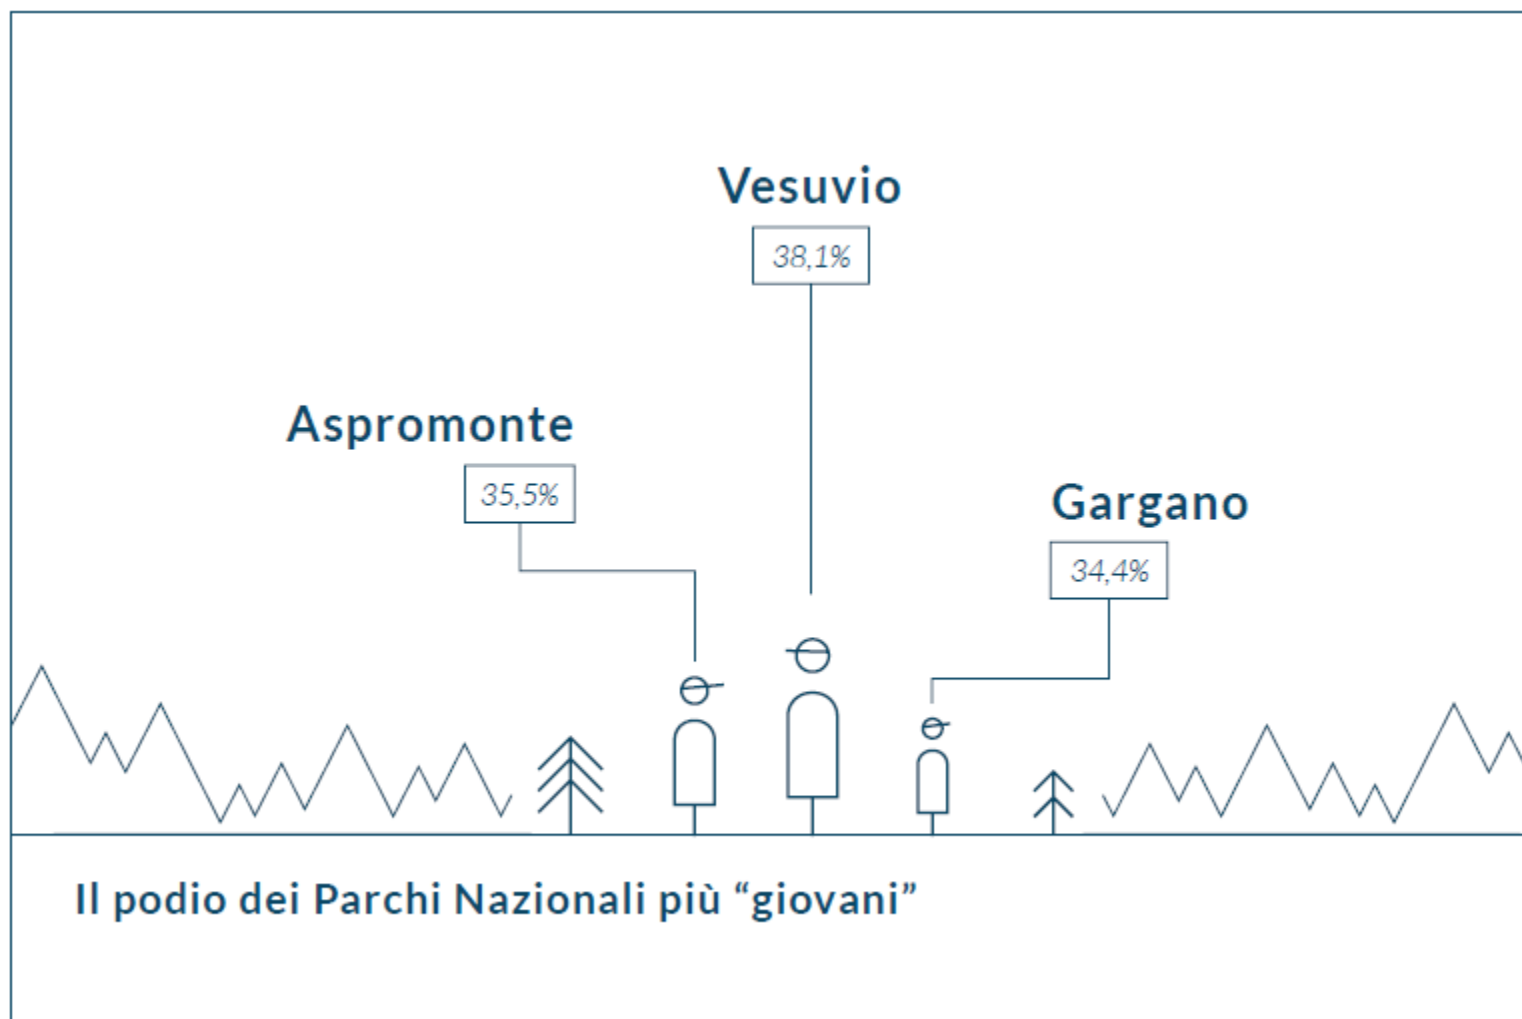 Vesuvio
38,1%
Aspromonte
35,5%
Gargano
34,4%
Il podio dei Parchi Nazionali più “giovani”